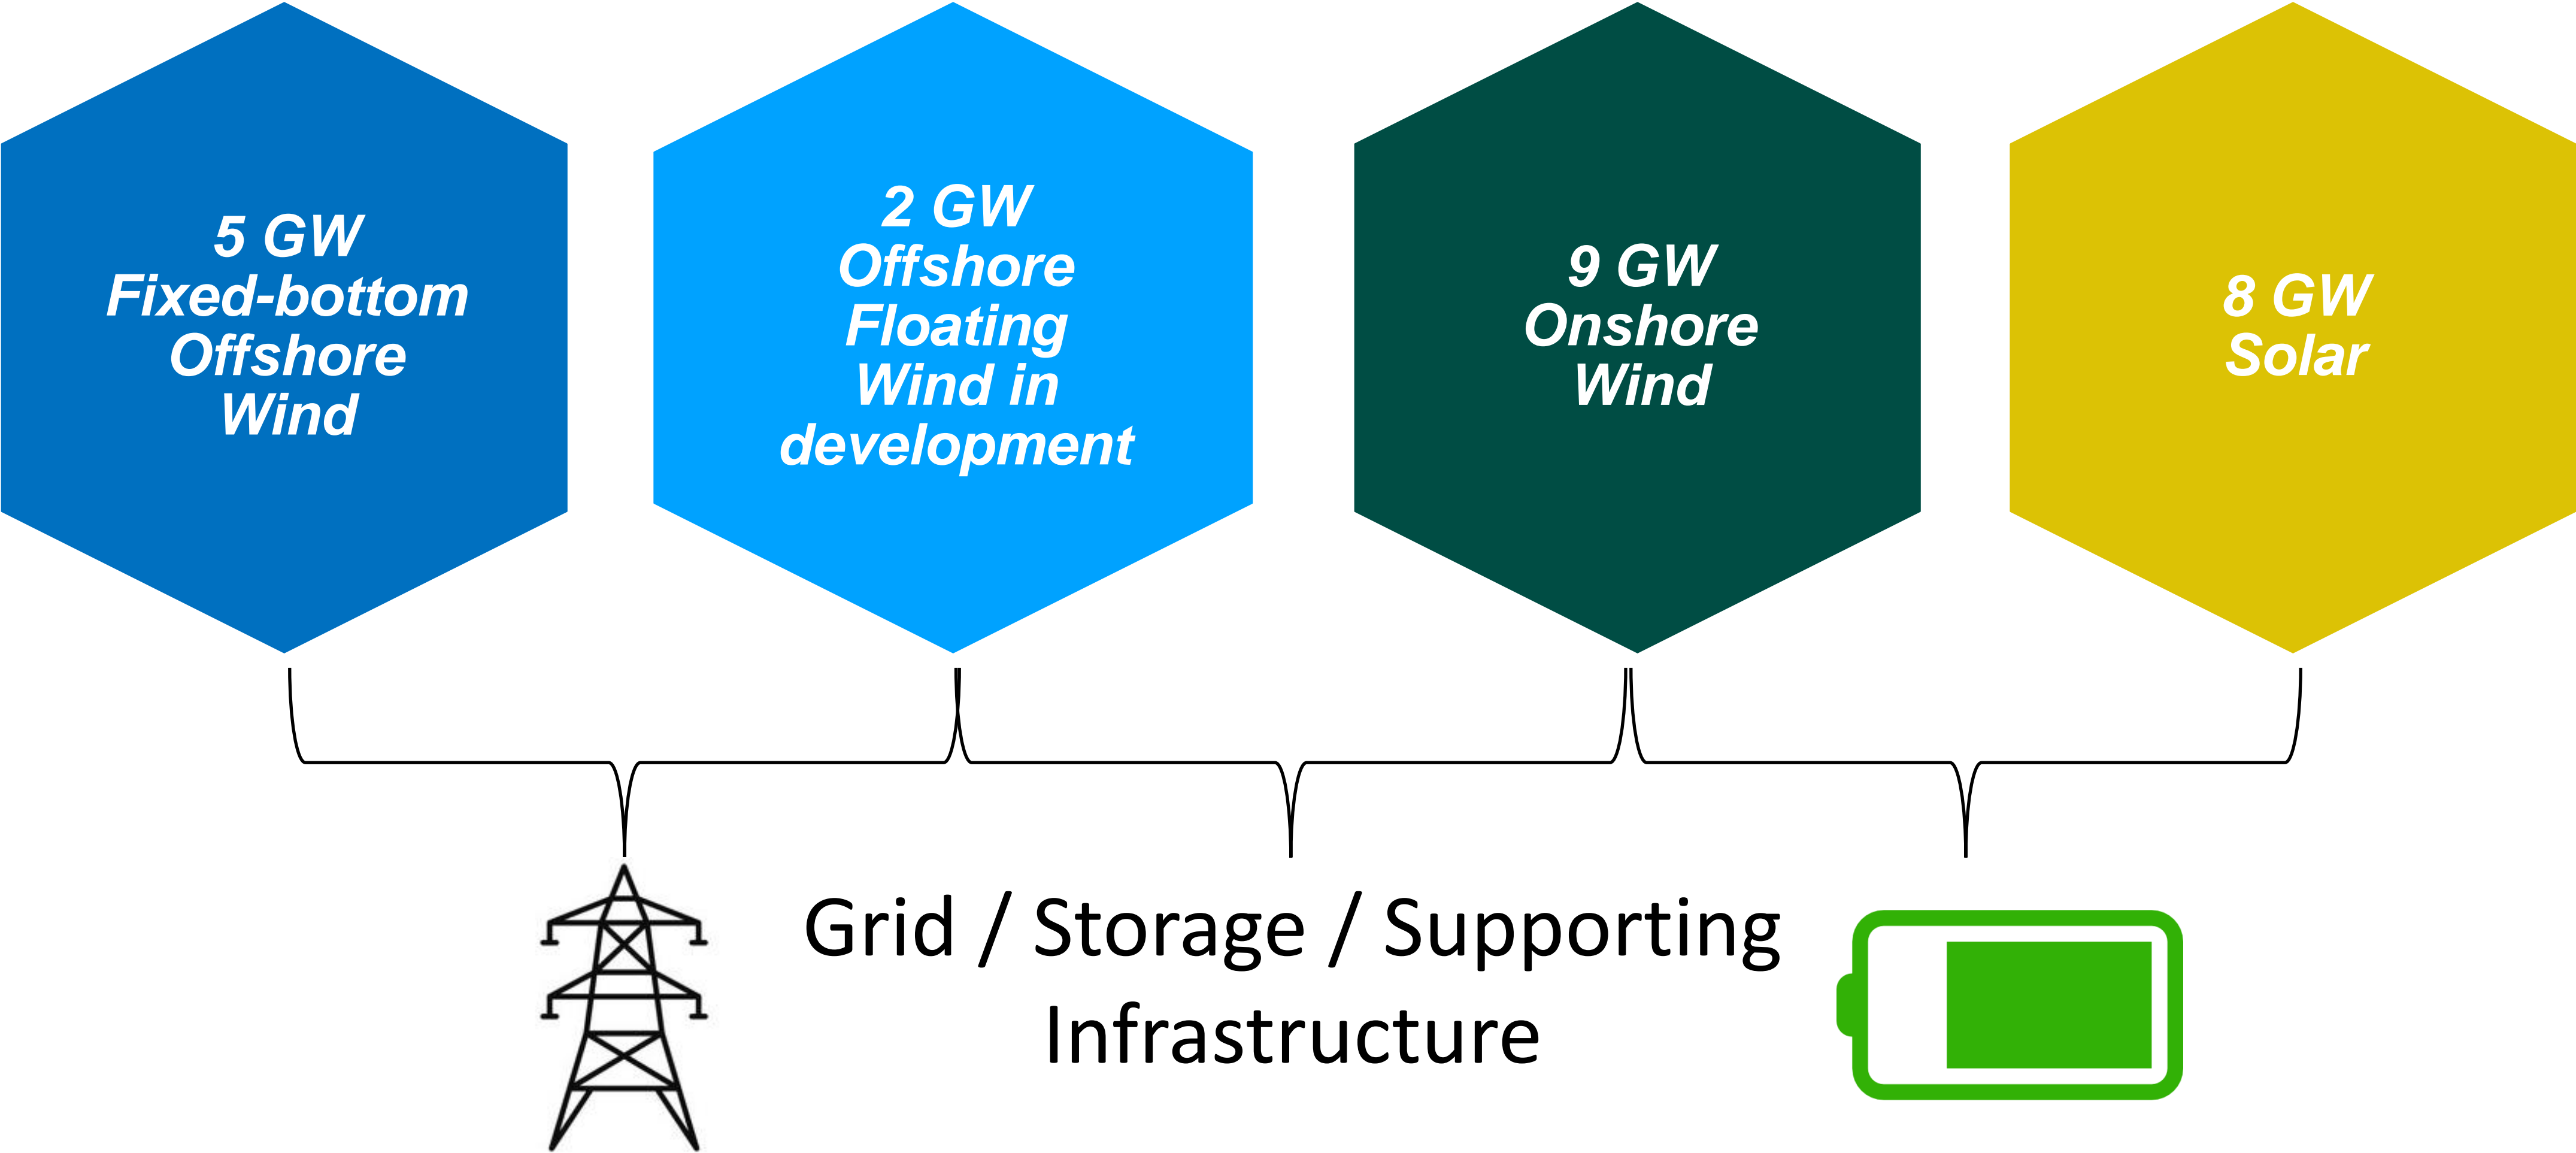 5 GW
Fixed-bottom
Offshore
Wind
2 GW
Offshore
Floating
Wind in
development
9 GW
Onshore
Wind
8 GW
Solar
Grid / Storage / Supporting
Infrastructure